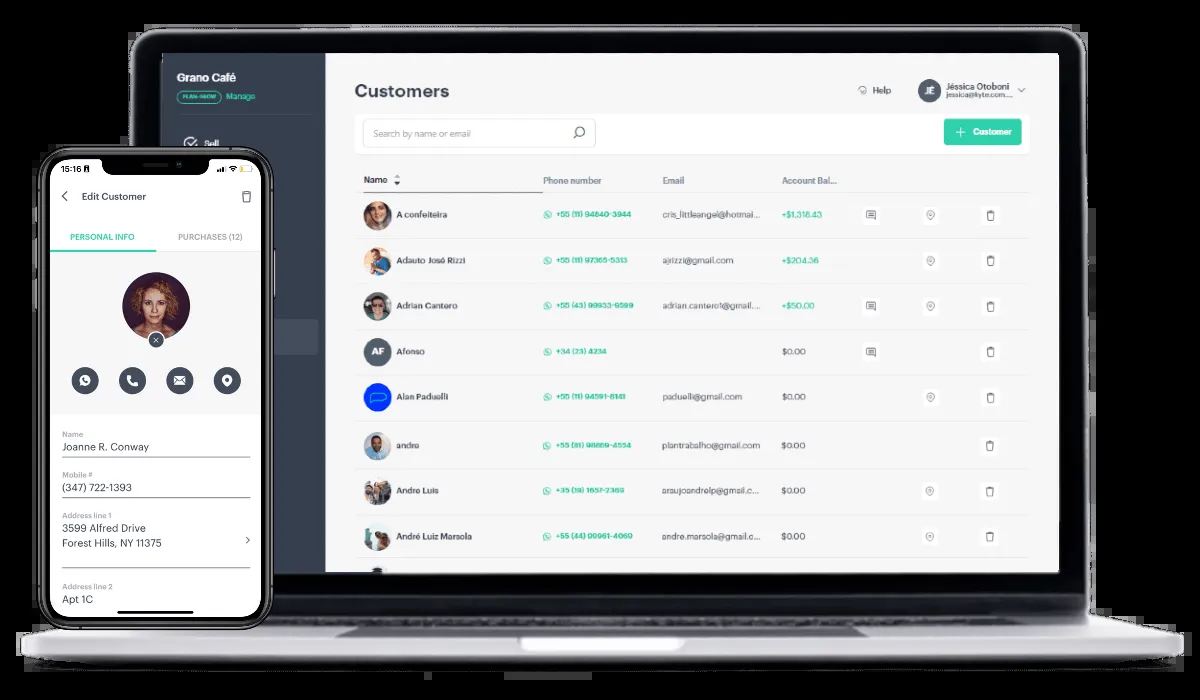 Grano Café
Manage
Sell
Customers
Help
JÉ
Jéssica Otoboni
jessica@kyte.com....
Search by name or email
+ Customer
Name
Phone number
Email
Account Bal...
A confeiteira
+55 (11) 94840-3944
cris_littleangel@hotmai...
+$1,318.43
Adauto José Rizzi
+55 (11) 97365-5313
ajrizzi@gmail.com
+$204.36
Adrian Cantero
+55 (43) 99933-9599
adrian.cantero1@gmail....
+$50.00
AF
Afonso
+34 (23) 4234
$0.00
Alan Paduelli
+55 (11) 94591-8141
paduelli@gmail.com
$0.00
andre
+55 (81) 98869-4554
plantrabalho@gmail.com
$0.00
Andre Luis
+35 (19) 1657-2369
araujoandrelp@gmail.c...
$0.00
André Luiz Marsola
+55 (44) 99961-4069
andre.marsola@gmail.c...
$0.00
15:16
Edit Customer
PERSONAL INFO
PURCHASES (12)
Name
Joanne R. Conway
Mobile #
(347) 722-1393
Address line 1
3599 Alfred Drive
Forest Hills, NY 11375
Address line 2
Apt 1C